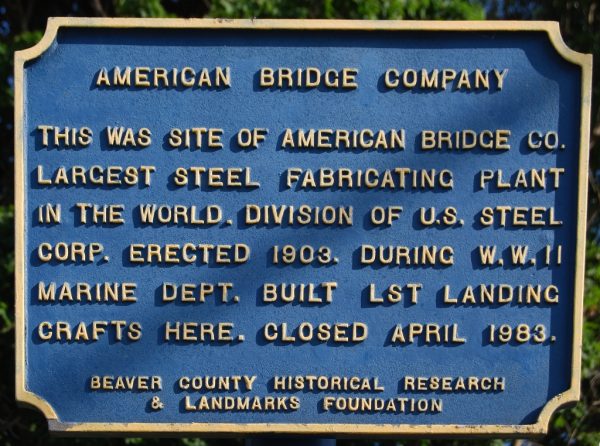 AMERICAN BRIDGE COMPANY
THIS WAS SITE OF AMERICAN BRIDGE CO.
LARGEST STEEL FABRICATING PLANT
IN THE WORLD. DIVISION OF U.S. STEEL
CORP. ERECTED 1903. DURING W.W.II
MARINE DEPT. BUILT LST LANDING
CRAFTS HERE. CLOSED APRIL 1983.
BEAVER COUNTY HISTORICAL RESEARCH
& LANDMARKS FOUNDATION